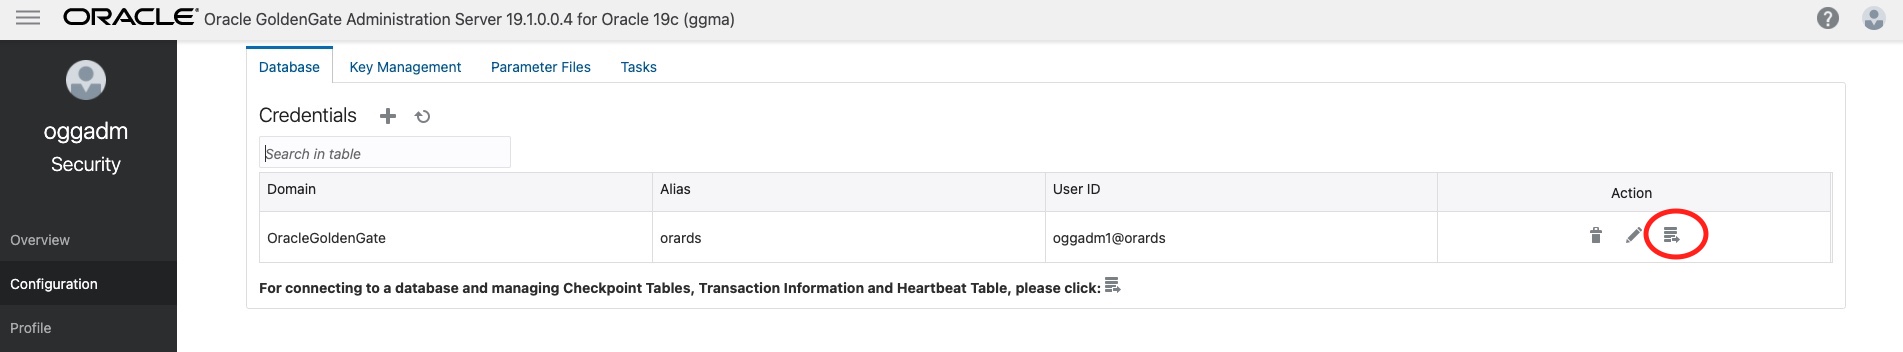 ORACLE Oracle GoldenGate Administration Server 19.1.0.0.4 for Oracle 19c (ggma)
oggadm
Security
Overview
Configuration
Profile
Database Key Management Parameter Files Tasks
Credentials
Search in table
Domain Alias User ID Action
OracleGoldenGate orards oggadm1@orards
For connecting to a database and managing Checkpoint Tables, Transaction Information and Heartbeat Table, please click: